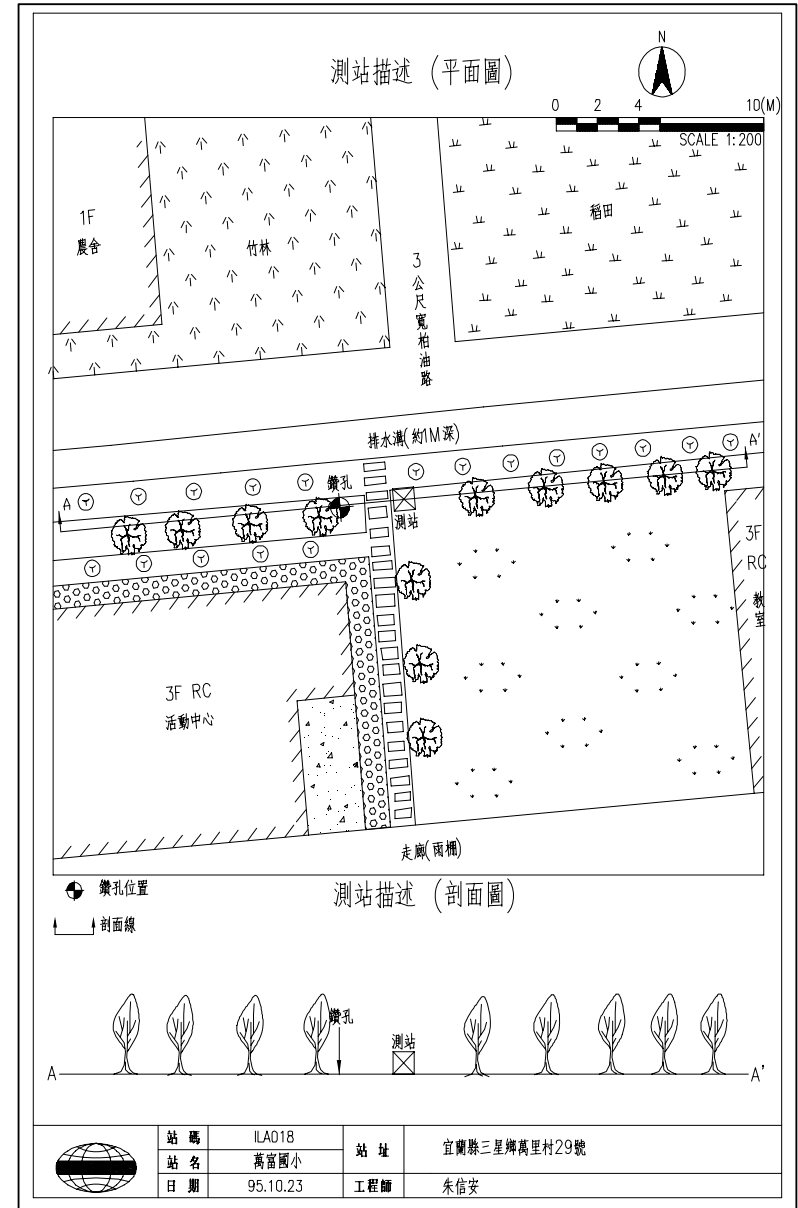 測站描述 (平面圖)
N
0 2 4 10(M)
SCALE 1:200
1F
農舍
竹林
稻田
3公尺寬柏油路
排水溝(約1M深)
A'
A
鑽孔
測站
3F
RC
教室
3F RC
活動中心
走廊(雨棚)
鑽孔位置
剖面線
測站描述 (剖面圖)
鑽孔
測站
A
A'
站碼 ILA018
站名 萬富國小
站址 宜蘭縣三星鄉萬里村29號
日期 95.10.23
工程師 朱信安